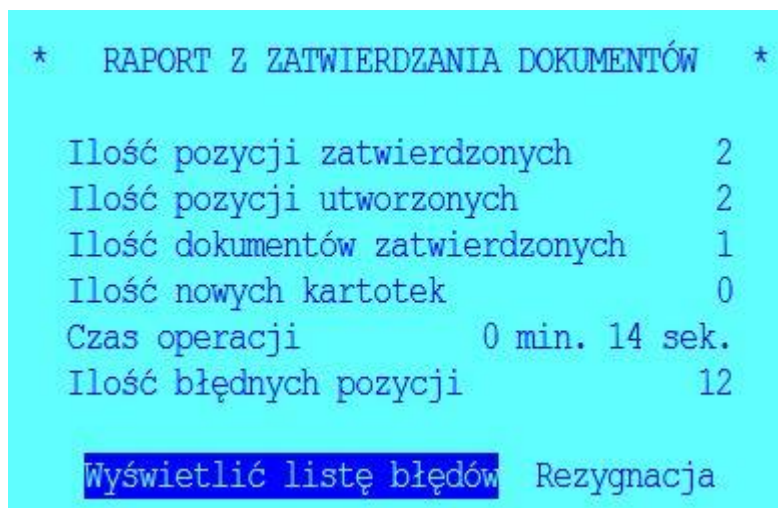 * RAPORT Z ZATWIERDZANIA DOKUMENTÓW *
Ilość pozycji zatwierdzonych 2
Ilość pozycji utworzonych 2
Ilość dokumentów zatwierdzonych 1
Ilość nowych kartotek 0
Czas operacji 0 min. 14 sek.
Ilość błędnych pozycji 12
Wyświetlić listę błędów Rezygnacja